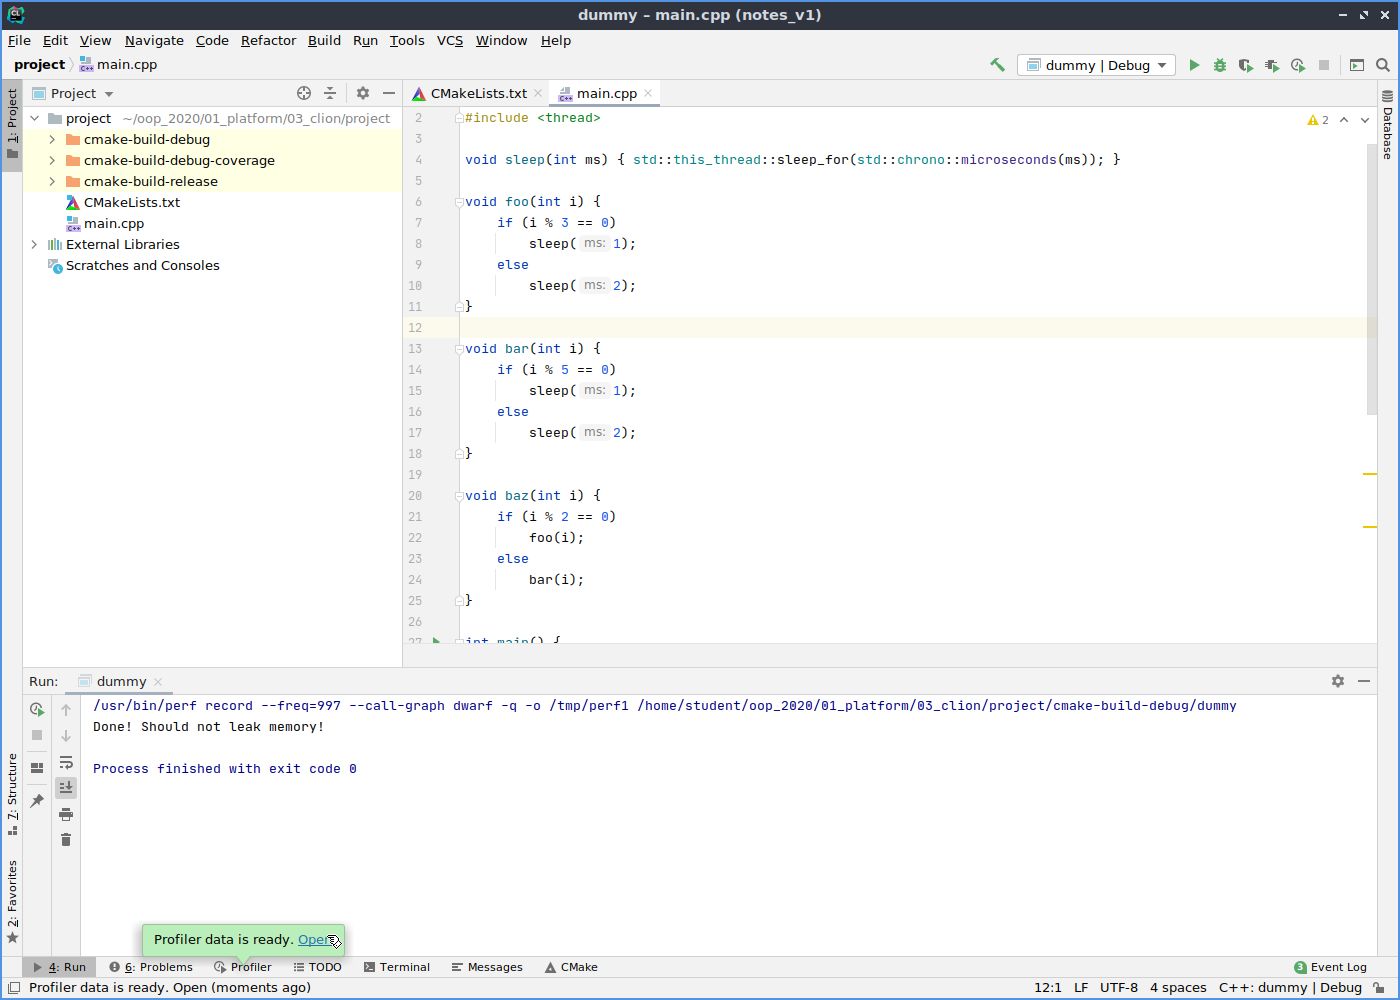 dummy – main.cpp (notes_v1)
File Edit View Navigate Code Refactor Build Run Tools VCS Window Help
project main.cpp dummy | Debug
1: Project
Project
CMakeLists.txt main.cpp
project ~/oop_2020/01_platform/03_clion/project
cmake-build-debug
cmake-build-debug-coverage
cmake-build-release
CMakeLists.txt
main.cpp
External Libraries
Scratches and Consoles
2 #include <thread>
3
4 void sleep(int ms) { std::this_thread::sleep_for(std::chrono::microseconds(ms)); }
5
6 void foo(int i) {
7 if (i % 3 == 0)
8 sleep( ms: 1);
9 else
10 sleep( ms: 2);
11 }
12
13 void bar(int i) {
14 if (i % 5 == 0)
15 sleep( ms: 1);
16 else
17 sleep( ms: 2);
18 }
19
20 void baz(int i) {
21 if (i % 2 == 0)
22 foo(i);
23 else
24 bar(i);
25 }
26
27 int main() {
2
Database
Run: dummy
/usr/bin/perf record --freq=997 --call-graph dwarf -q -o /tmp/perf1 /home/student/oop_2020/01_platform/03_clion/project/cmake-build-debug/dummy
Done! Should not leak memory!
Process finished with exit code 0
7: Structure
2: Favorites
Profiler data is ready. Open
4: Run 6: Problems Profiler TODO Terminal Messages CMake 3 Event Log
Profiler data is ready. Open (moments ago) 12:1 LF UTF-8 4 spaces C++: dummy | Debug